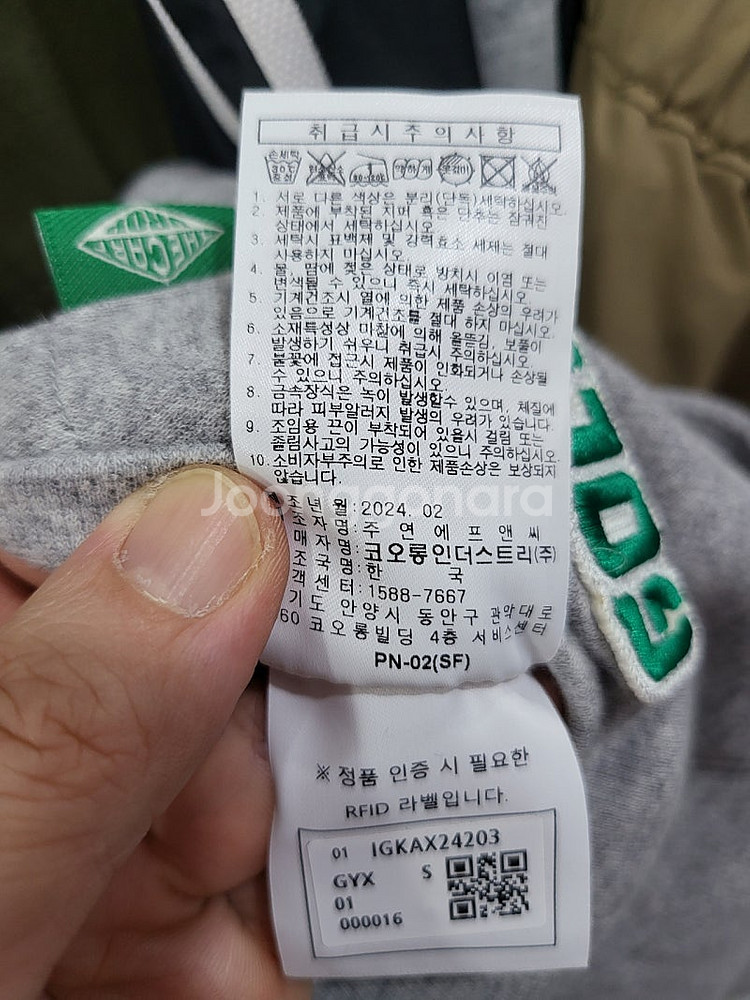 취급시주의사항
손세탁
30℃
중성
80~120℃
1. 서로 다른 색상은 분리(단독)세탁하십시오.
2. 제품에 부착된 지퍼 혹은 단추는 잠궈진
상태에서 세탁하십시오.
3. 세탁시 표백제 및 강력효소 세제는 절대
사용하지 마십시오.
4. 물, 땀에 젖은 상태로 방치시 이염 또는
변색될 수 있으니 즉시 세탁하십시오.
5. 기계건조시 열에 의한 제품 손상의 우려가
있음으로 기계건조를 절대 하지 마십시오.
6. 소재특성상 마찰에 의해 올뜯김, 보풀이
발생하기 쉬우니 취급시 주의하십시오.
7. 불꽃에 접근시 제품이 인화되거나 손상될
수 있으니 주의하십시오.
8. 금속장식은 녹이 발생할수 있으며, 체질에
따라 피부알러지 발생의 우려가 있습니다.
9. 조임용 끈이 부착되어 있을시 걸림 또는
졸림사고의 가능성이 있으니 주의하십시오.
10. 소비자부주의로 인한 제품손상은 보상되지
않습니다.
Joongonara
조년월:2024. 02
조자명:주연에프앤씨
매자명:코오롱인더스트리(주)
조국명:한국
객센터:1588-7667
기도 안양시 동안구 관악대로
60 코오롱빌딩 4층 서비스센터
PN-02(SF)
※ 정품 인증 시 필요한
RFID 라벨입니다.
01 IGKAX24203
GYX S
01
000016